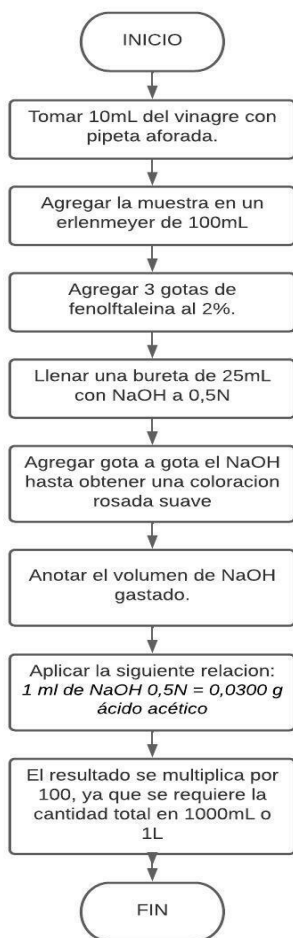 INICIO
Tomar 10mL del vinagre con
pipeta aforada.
Agregar la muestra en un
erlenmeyer de 100mL
Agregar 3 gotas de
fenolftaleina al 2%.
Llenar una bureta de 25mL
con NaOH a 0,5N
Agregar gota a gota el NaOH
hasta obtener una coloracion
rosada suave
Anotar el volumen de NaOH
gastado.
Aplicar la siguiente relacion:
1 ml de NaOH 0,5N = 0,0300 g
ácido acético
El resultado se multiplica por
100, ya que se requiere la
cantidad total en 1000mL o
1L
FIN